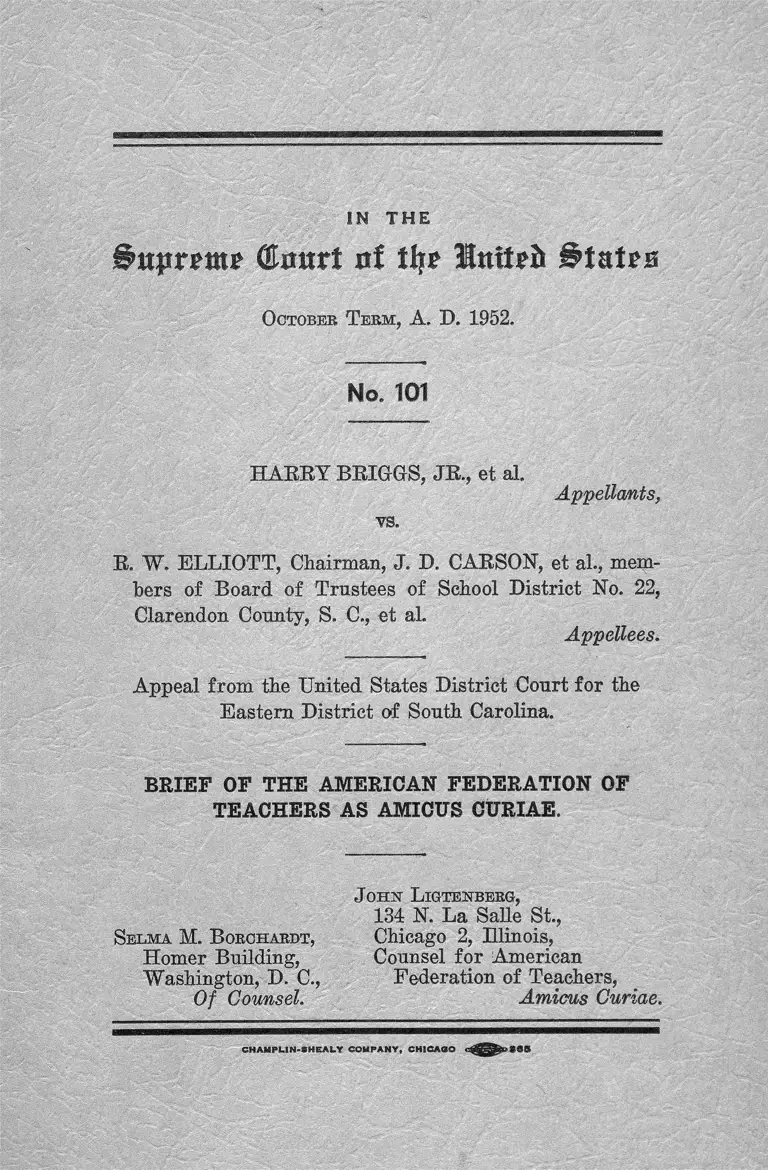 IN THE
Supreme Court of the United States
OCTOBER TERM, A. D. 1952.
No. 101
HARRY BRIGGS, JR., et al.
Appellants,
vs.
R. W. ELLIOTT, Chairman, J. D. CARSON, et al., mem-
bers of Board of Trustees of School District No. 22,
Clarendon County, S. C., et al.
Appellees.
Appeal from the United States District Court for the
Eastern District of South Carolina.
BRIEF OF THE AMERICAN FEDERATION OF
TEACHERS AS AMICUS CURIAE.
SELMA M. BORCHARDT,
Homer Building,
Washington, D. C.,
Of Counsel.
JOHN LIGTENBERG,
134 N. La Salle St.,
Chicago 2, Illinois,
Counsel for American
Federation of Teachers,
Amicus Curiae.
CHAMPLIN-SHEALY COMPANY, CHICAGO 365